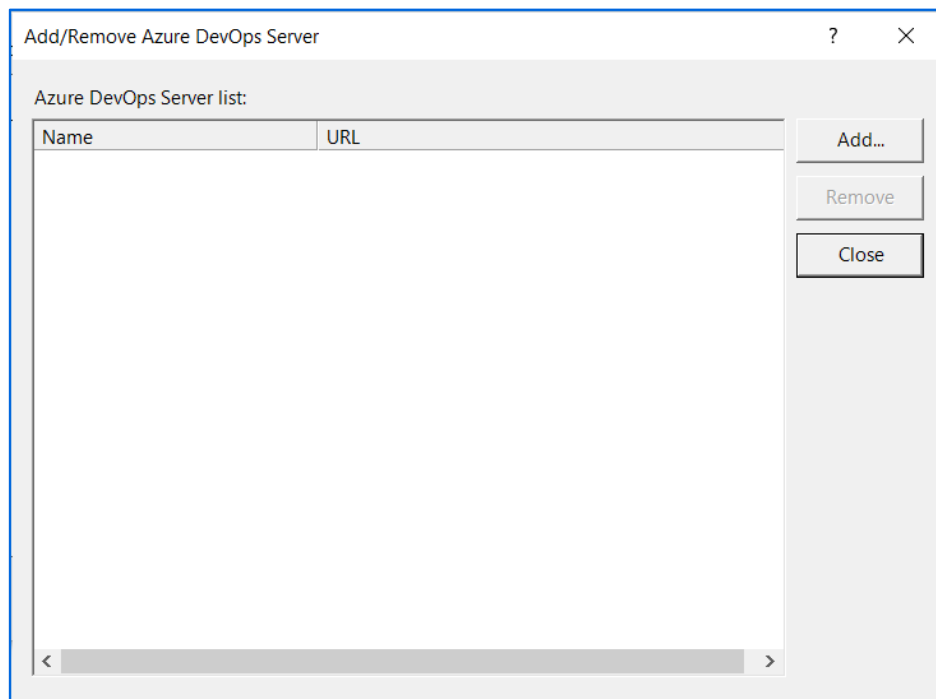 Add/Remove Azure DevOps Server ?
Azure DevOps Server list:
Name URL
Add...
Remove
Close